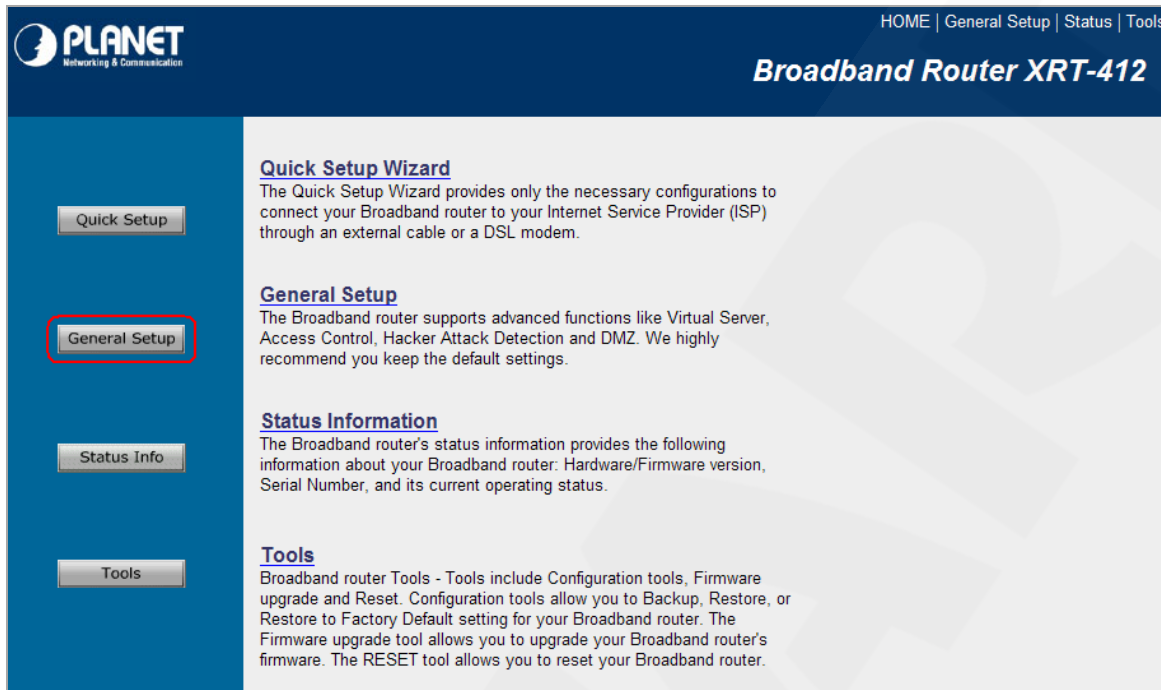 PLANET
Networking & Communication
HOME | General Setup | Status | Tools
Broadband Router XRT-412
Quick Setup
General Setup
Status Info
Tools
Quick Setup Wizard
The Quick Setup Wizard provides only the necessary configurations to
connect your Broadband router to your Internet Service Provider (ISP)
through an external cable or a DSL modem.
General Setup
The Broadband router supports advanced functions like Virtual Server,
Access Control, Hacker Attack Detection and DMZ. We highly
recommend you keep the default settings.
Status Information
The Broadband router's status information provides the following
information about your Broadband router: Hardware/Firmware version,
Serial Number, and its current operating status.
Tools
Broadband router Tools - Tools include Configuration tools, Firmware
upgrade and Reset. Configuration tools allow you to Backup, Restore, or
Restore to Factory Default setting for your Broadband router. The
Firmware upgrade tool allows you to upgrade your Broadband router's
firmware. The RESET tool allows you to reset your Broadband router.